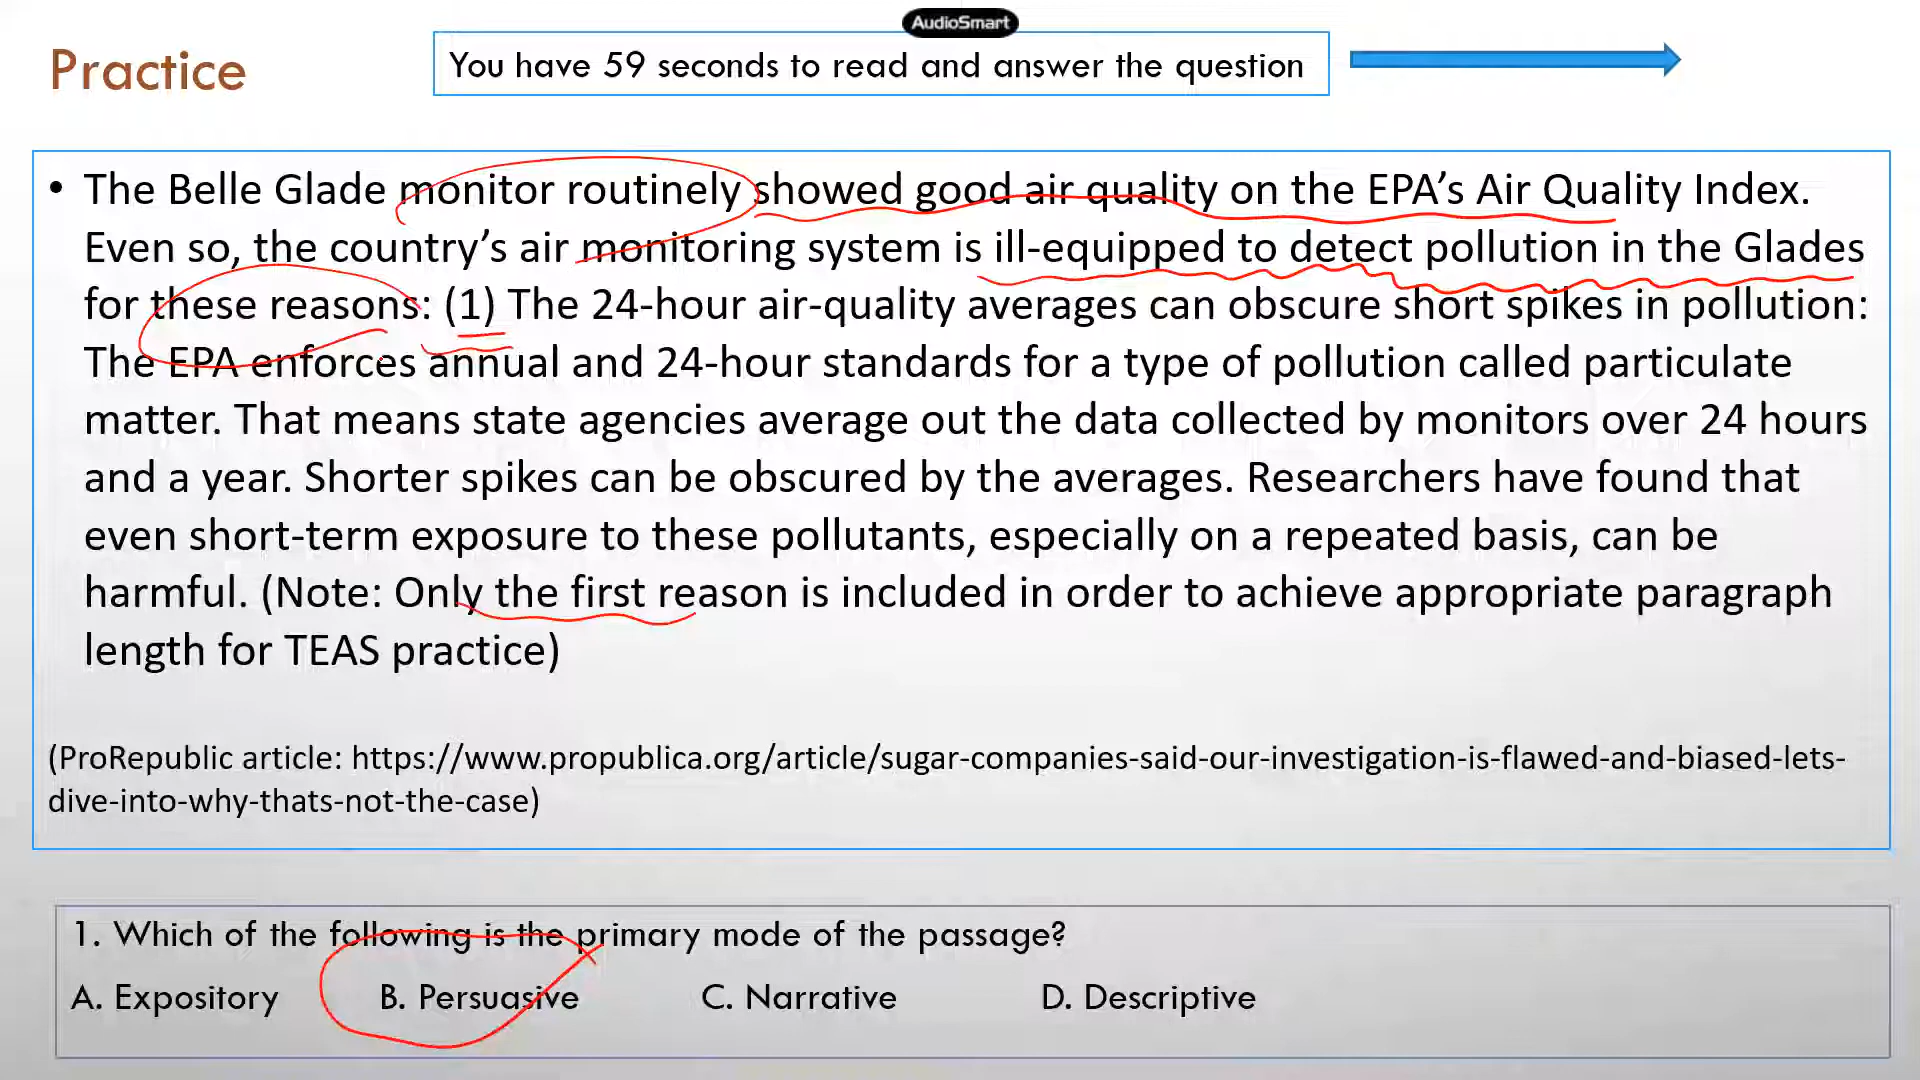 AudioSmart
Practice
You have 59 seconds to read and answer the question
• The Belle Glade monitor routinely showed good air quality on the EPA’s Air Quality Index.
Even so, the country’s air monitoring system is ill-equipped to detect pollution in the Glades
for these reasons: (1) The 24-hour air-quality averages can obscure short spikes in pollution:
The EPA enforces annual and 24-hour standards for a type of pollution called particulate
matter. That means state agencies average out the data collected by monitors over 24 hours
and a year. Shorter spikes can be obscured by the averages. Researchers have found that
even short-term exposure to these pollutants, especially on a repeated basis, can be
harmful. (Note: Only the first reason is included in order to achieve appropriate paragraph
length for TEAS practice)
(ProRepublic article: https://www.propublica.org/article/sugar-companies-said-our-investigation-is-flawed-and-biased-lets-
dive-into-why-thats-not-the-case)
1. Which of the following is the primary mode of the passage?
A. Expository B. Persuasive C. Narrative D. Descriptive